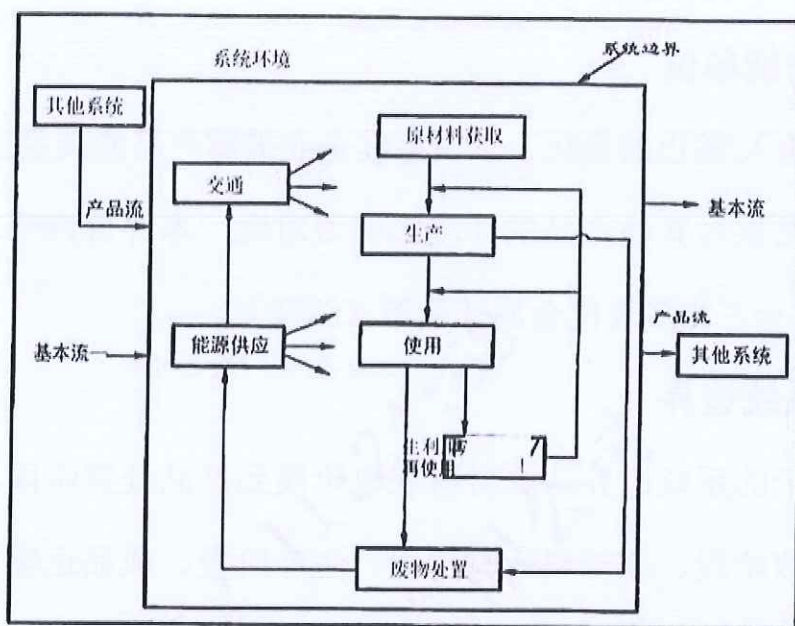 系统环境
系统边界
其他系统
原材料获取
交通
产品流
基本流
生产
产品流
基本流
能源供应
使用
其他系统
生利
再使用
废物处置